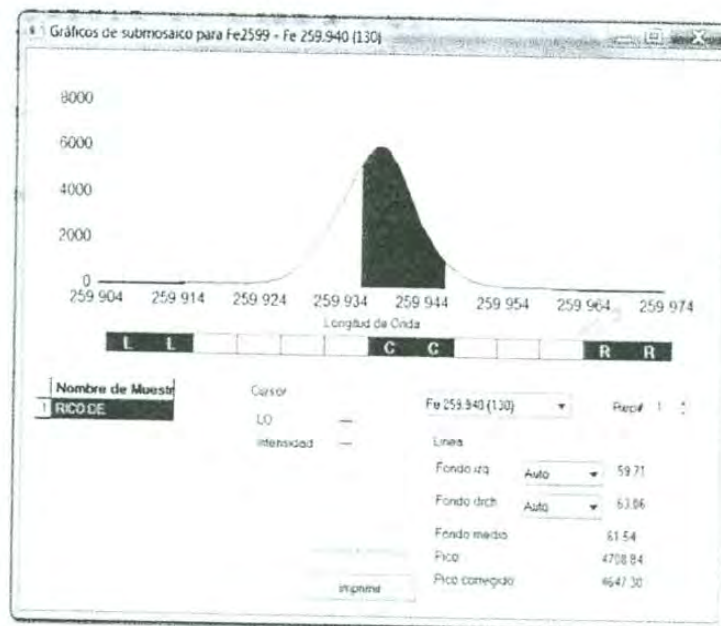 Gráficos de submosaico para Fe2599 - Fe 259.940 (130)
8000
6000
4000
2000
0
259.904 259.914 259.924 259.934 259.944 259.954 259.964 259.974
Longitud de Onda
L L C C R R
Nombre de Muestr
1 RICO DE
Cursor
LO ---
Intensidad ---
Fe 259.940 (130) Rep# 1
Linea
Fondo izq Auto 59.71
Fondo drch Auto 63.06
Fondo medio 61.54
Pico 4708.84
Pico corregido 4647.30
Imprimir